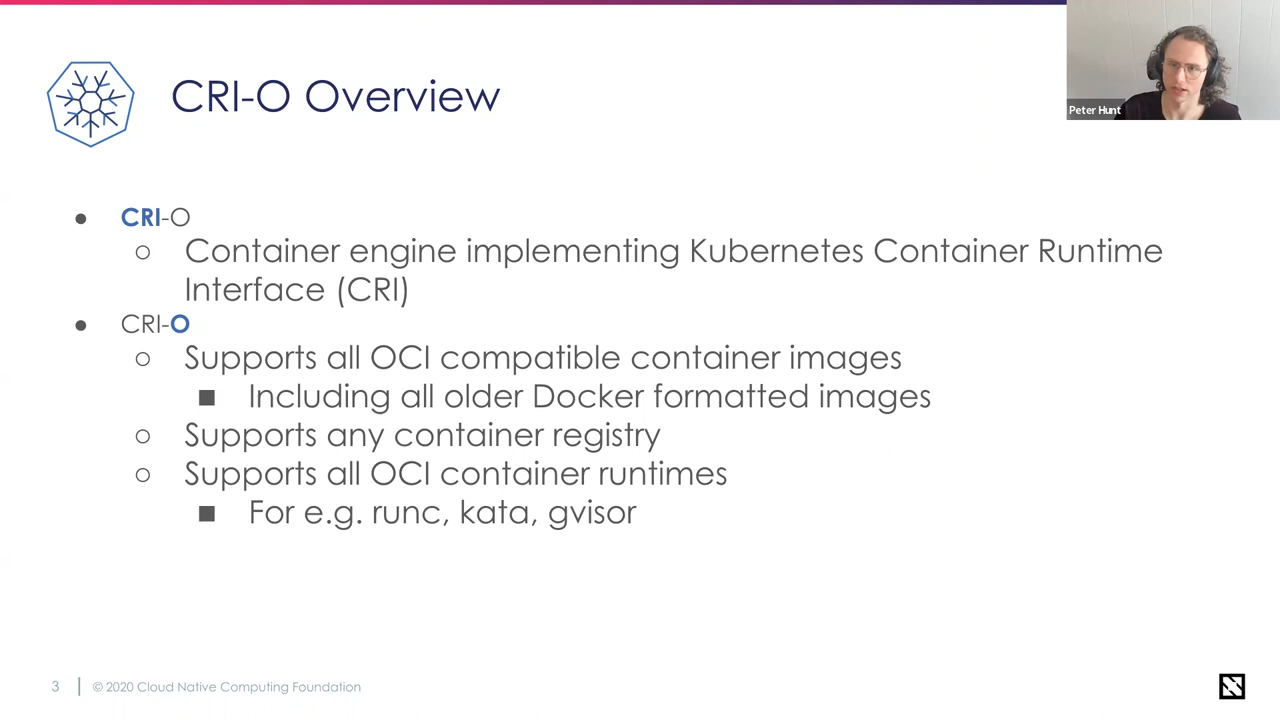 CRI-O Overview
Peter Hunt
● CRI-O
○ Container engine implementing Kubernetes Container Runtime
Interface (CRI)
● CRI-O
○ Supports all OCI compatible container images
■ Including all older Docker formatted images
○ Supports any container registry
○ Supports all OCI container runtimes
■ For e.g. runc, kata, gvisor
3 © 2020 Cloud Native Computing Foundation